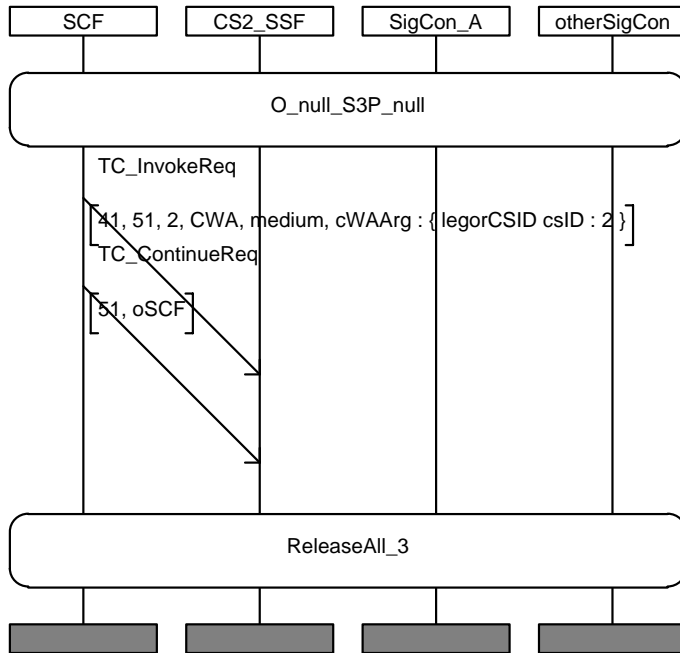 SCF CS2_SSF SigCon_A otherSigCon
O_null_S3P_null
TC_InvokeReq
[41, 51, 2, CWA, medium, cWAArg : { legorCSID csID : 2 }]
TC_ContinueReq
[51, oSCF]
ReleaseAll_3